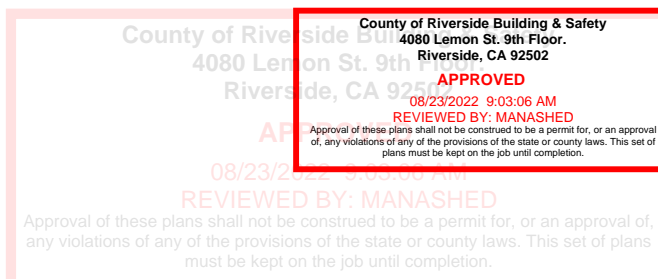 County of Riverside Building & Safety
4080 Lemon St. 9th Floor.
Riverside, CA 92502
APPROVED
08/23/2022 9:03:06 AM
REVIEWED BY: MANASHED
Approval of these plans shall not be construed to be a permit for, or an approval
of, any violations of any of the provisions of the state or county laws. This set of
plans must be kept on the job until completion.
County of Riverside Building & Safety
4080 Lemon St. 9th Floor.
Riverside, CA 92502
APPROVED
08/23/2022 9:03:06 AM
REVIEWED BY: MANASHED
Approval of these plans shall not be construed to be a permit for, or an approval of,
any violations of any of the provisions of the state or county laws. This set of plans
must be kept on the job until completion.